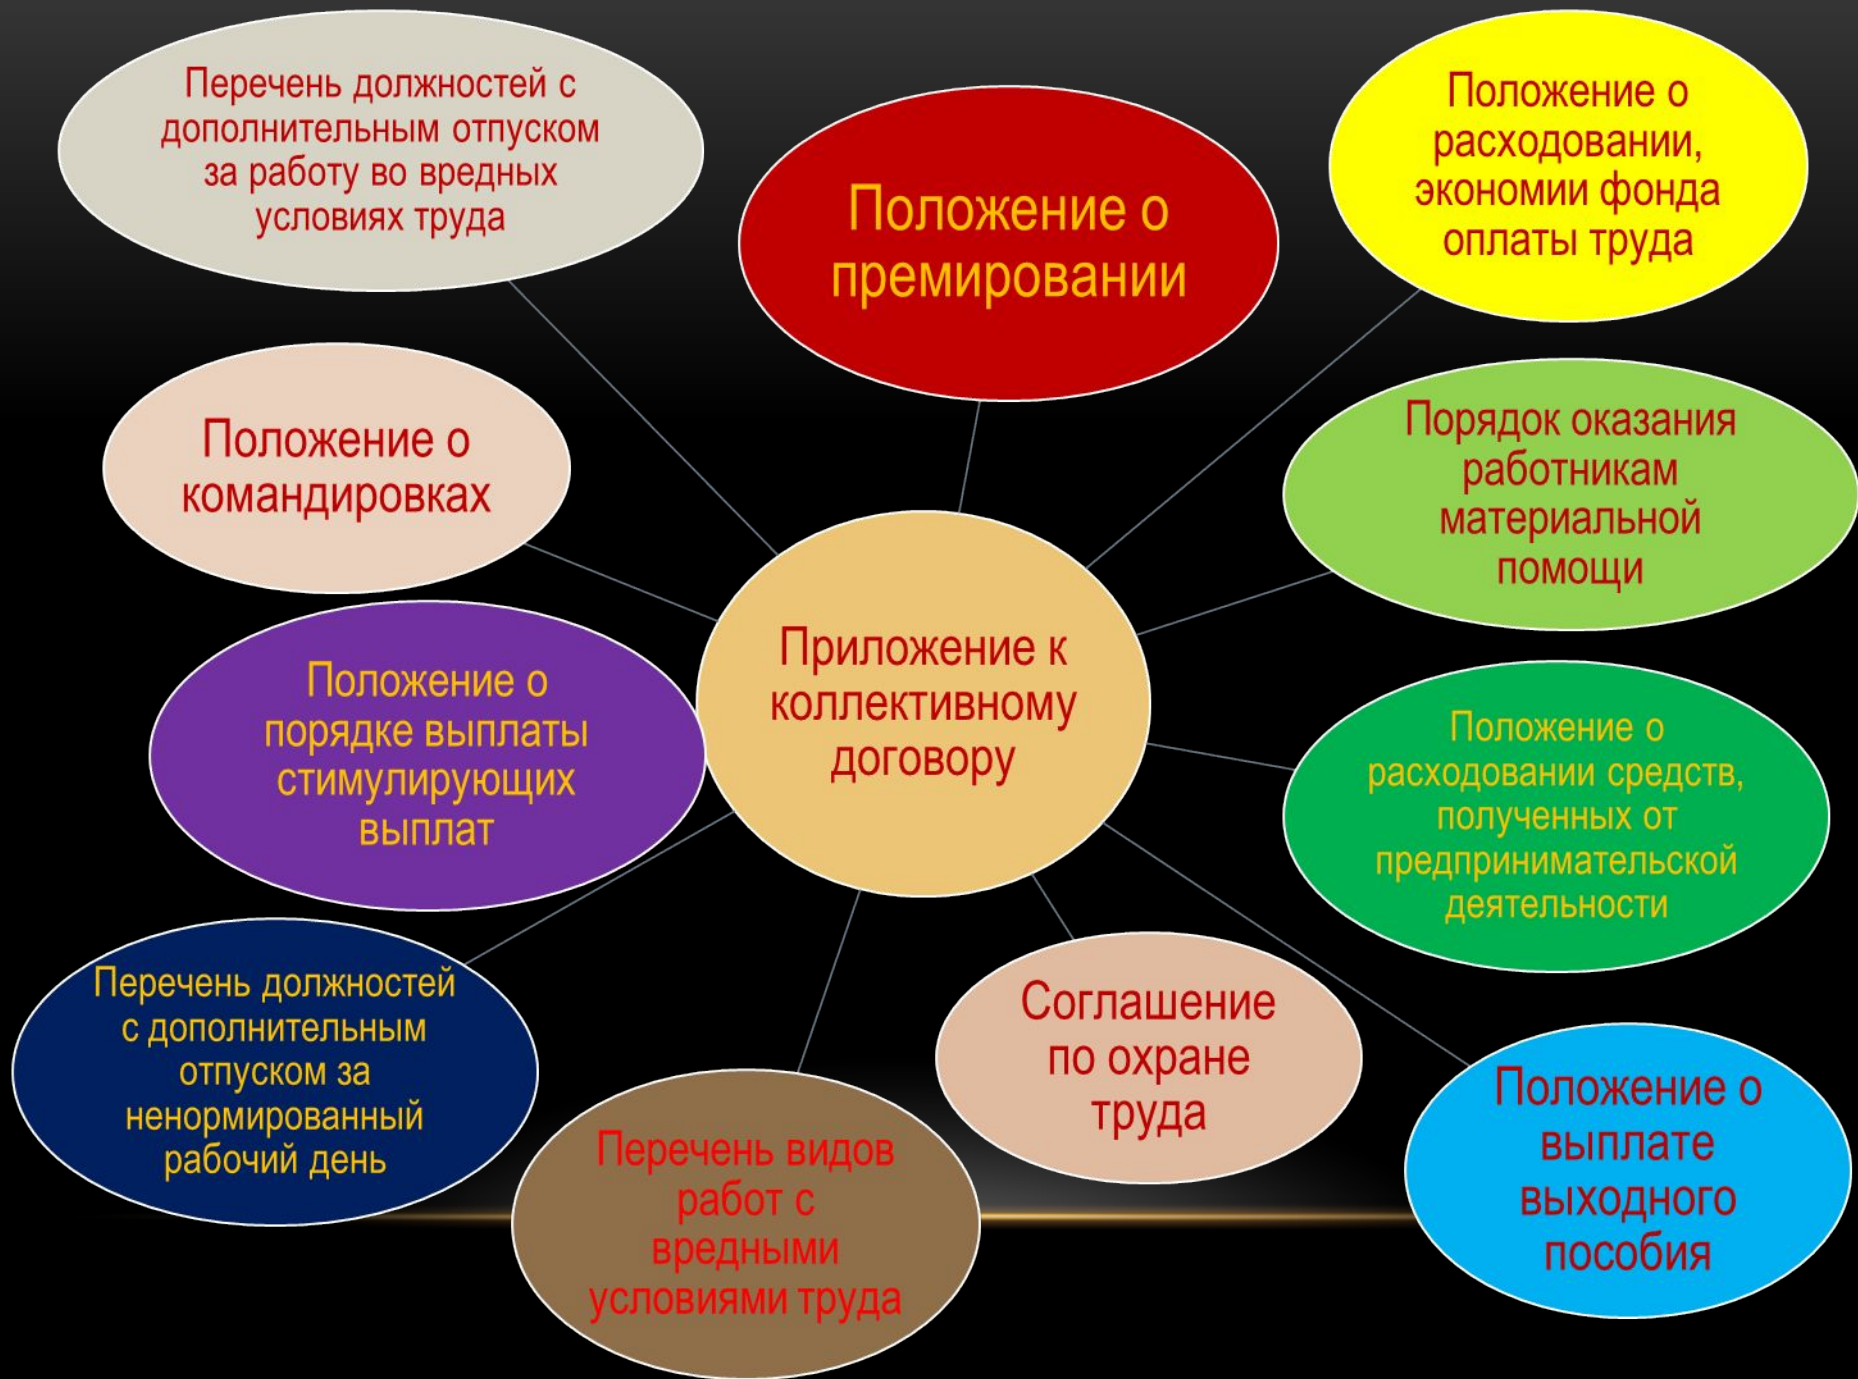 Перечень должностей с
дополнительным отпуском
за работу во вредных
условиях труда
Положение о
премировании
Положение о
расходовании,
экономии фонда
оплаты труда
Положение о
командировках
Порядок оказания
работникам
материальной
помощи
Приложение к
коллективному
договору
Положение о
порядке выплаты
стимулирующих
выплат
Положение о
расходовании средств,
полученных от
предпринимательской
деятельности
Перечень должностей
с дополнительным
отпуском за
ненормированный
рабочий день
Перечень видов
работ с
вредными
условиями труда
Соглашение
по охране
труда
Положение о
выплате
выходного
пособия